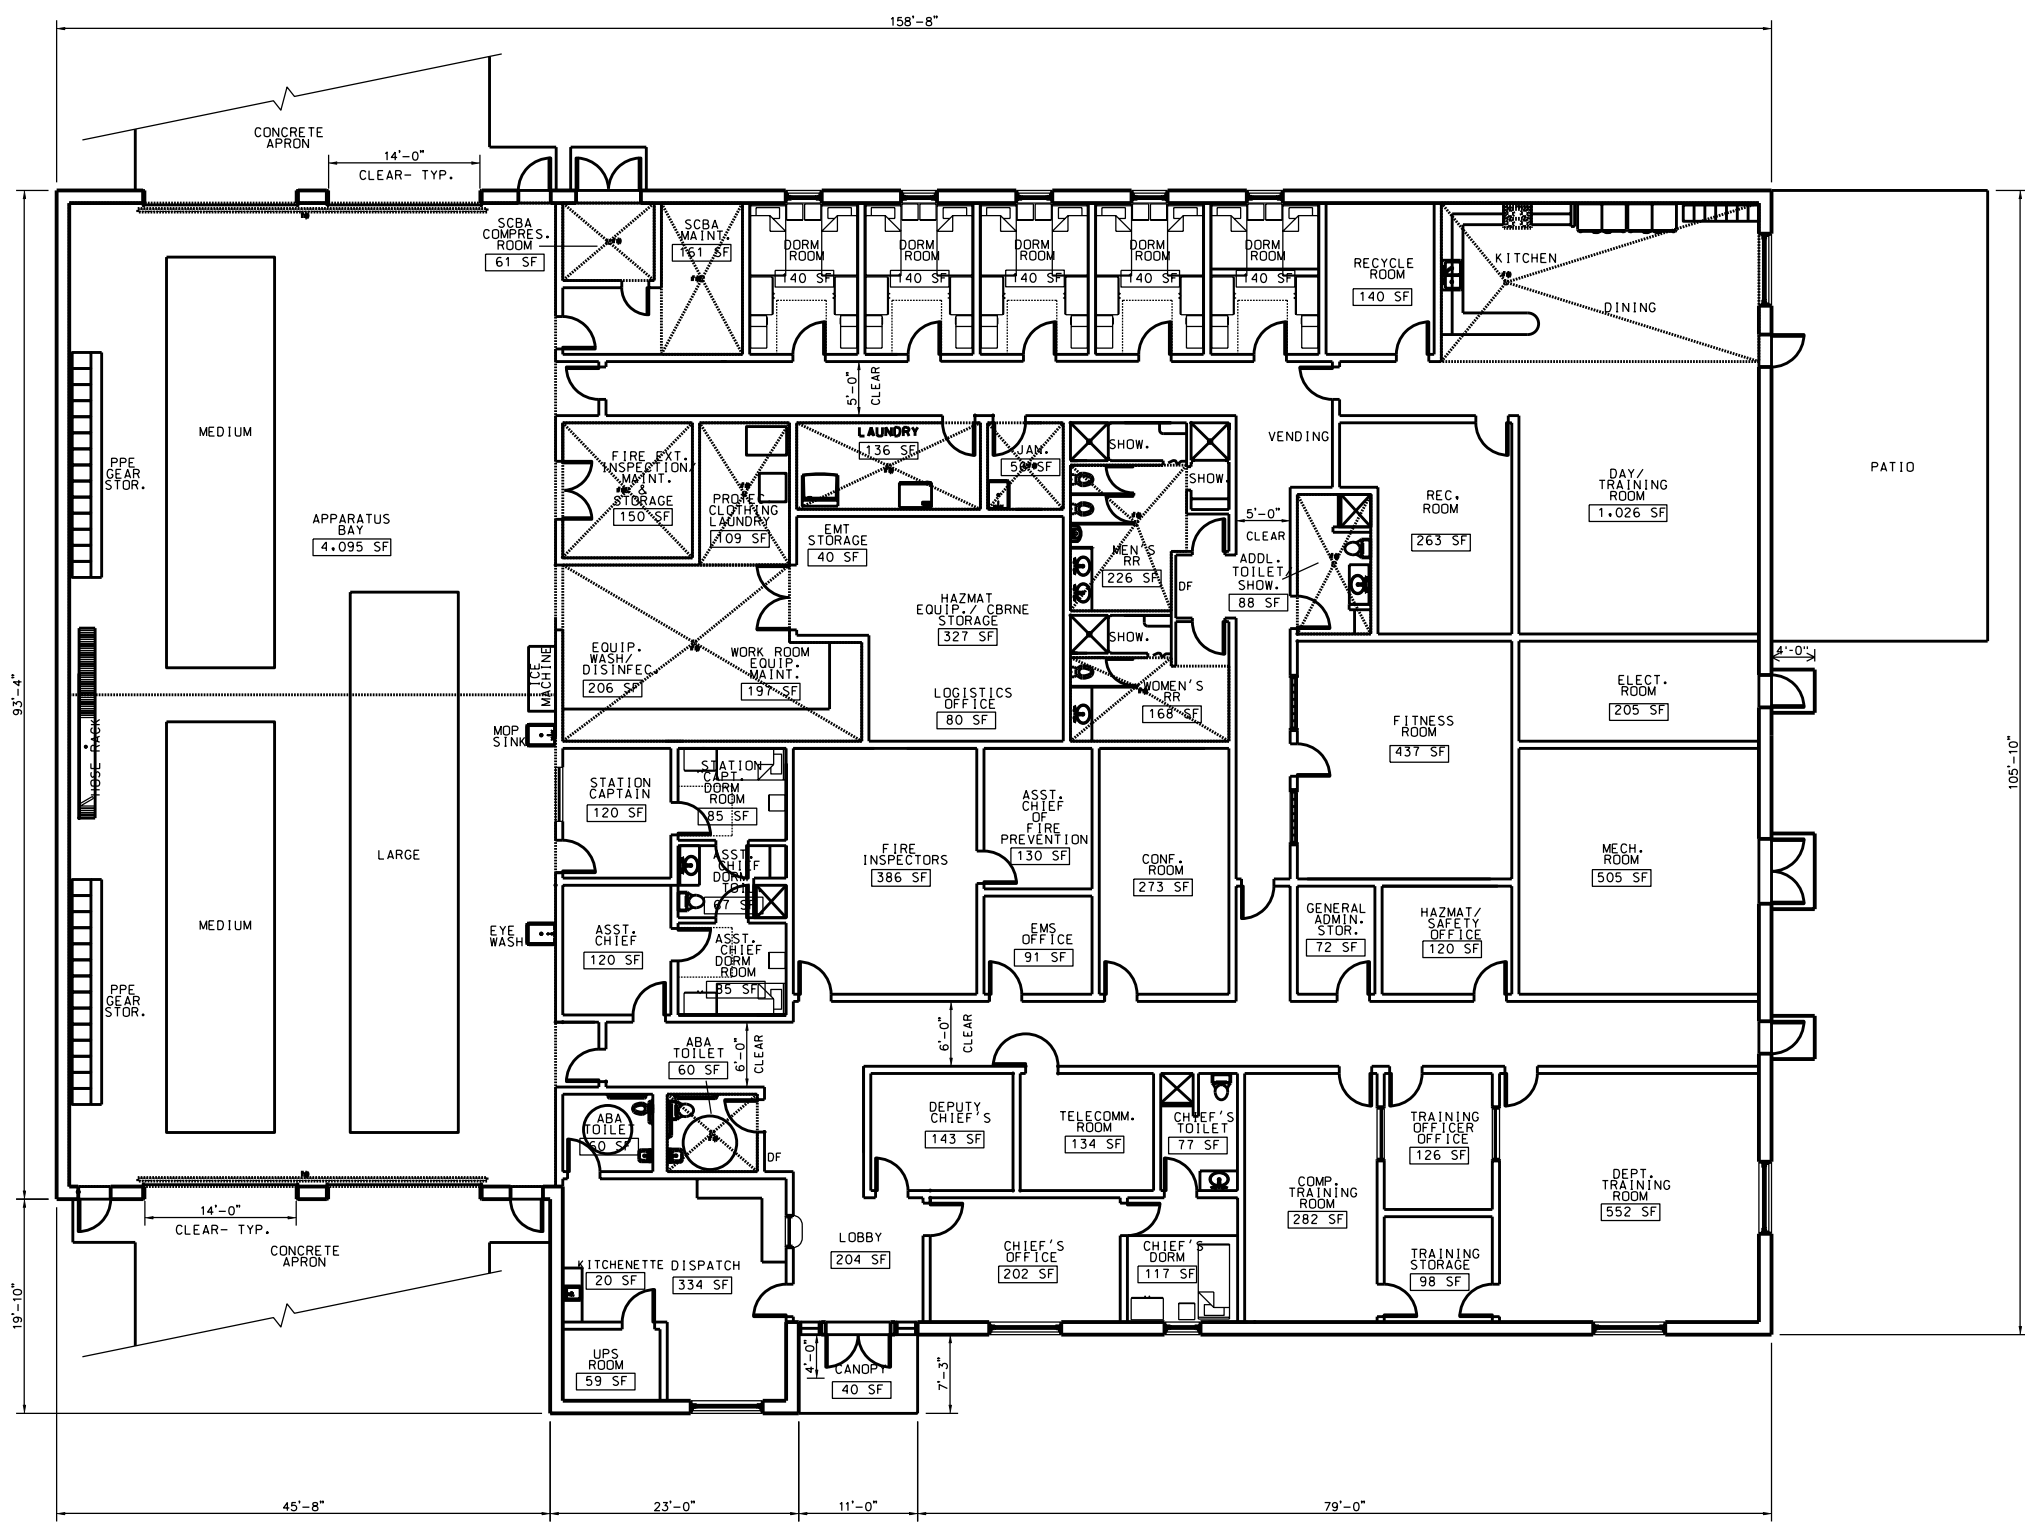 158'-8"
CONCRETE
APRON
14'-0"
CLEAR- TYP.
SCBA
COMPRES.
ROOM
61 SF
SCBA
MAINT.
161 SF
DORM
ROOM
140 SF
DORM
ROOM
140 SF
DORM
ROOM
140 SF
DORM
ROOM
140 SF
DORM
ROOM
140 SF
RECYCLE
ROOM
140 SF
KITCHEN
DINING
5'-0"
CLEAR
MEDIUM
PPE
GEAR
STOR.
APPARATUS
BAY
4.095 SF
FIRE EXT.
INSPECTION/
MAINT.
&
STORAGE
150 SF
PROTEC.
CLOTHING
LAUNDRY
109 SF
LAUNDRY
136 SF
JAN.
SHOW.
SHOW.
VENDING
REC.
ROOM
263 SF
DAY/
TRAINING
ROOM
1.026 SF
PATIO
EMT
STORAGE
40 SF
MEN'S
RR
226 SF
5'-0"
CLEAR
DF
ADDL.
TOILET/
SHOW.
88 SF
HAZMAT
EQUIP./ CBRNE
STORAGE
327 SF
SHOW.
93'-4"
105'-10"
4'-0"
ICE
MACHINE
EQUIP.
WASH/
DISINFEC.
206 SF
WORK ROOM
EQUIP.
MAINT.
197 SF
LOGISTICS
OFFICE
80 SF
WOMEN'S
RR
168 SF
ELECT.
ROOM
205 SF
HOSE RACK
MOP
SINK
FITNESS
ROOM
437 SF
STATION
CAPTAIN
120 SF
STATION
CAPT.
DORM
ROOM
85 SF
ASST.
CHIEF
OF
FIRE
PREVENTION
130 SF
FIRE
INSPECTORS
386 SF
CONF.
ROOM
273 SF
MECH.
ROOM
505 SF
LARGE
MEDIUM
ASST.
CHIEF
DORM
TOIL.
67 SF
EYE
WASH
ASST.
CHIEF
120 SF
ASST.
CHIEF
DORM
ROOM
85 SF
EMS
OFFICE
91 SF
GENERAL
ADMIN.
STOR.
72 SF
HAZMAT/
SAFETY
OFFICE
120 SF
PPE
GEAR
STOR.
6'-0"
CLEAR
6'-0"
CLEAR
ABA
TOILET
60 SF
ABA
TOILET
60 SF
DF
DEPUTY
CHIEF'S
143 SF
TELECOMM.
ROOM
134 SF
CHIEF'S
TOILET
77 SF
TRAINING
OFFICER
OFFICE
126 SF
COMP.
TRAINING
ROOM
282 SF
DEPT.
TRAINING
ROOM
552 SF
14'-0"
CLEAR- TYP.
CONCRETE
APRON
KITCHENETTE
20 SF
DISPATCH
334 SF
LOBBY
204 SF
CHIEF'S
OFFICE
202 SF
CHIEF'S
DORM
117 SF
TRAINING
STORAGE
98 SF
19'-10"
UPS
ROOM
59 SF
4'-0"
CANOPY
40 SF
7'-3"
45'-8"
23'-0"
11'-0"
79'-0"